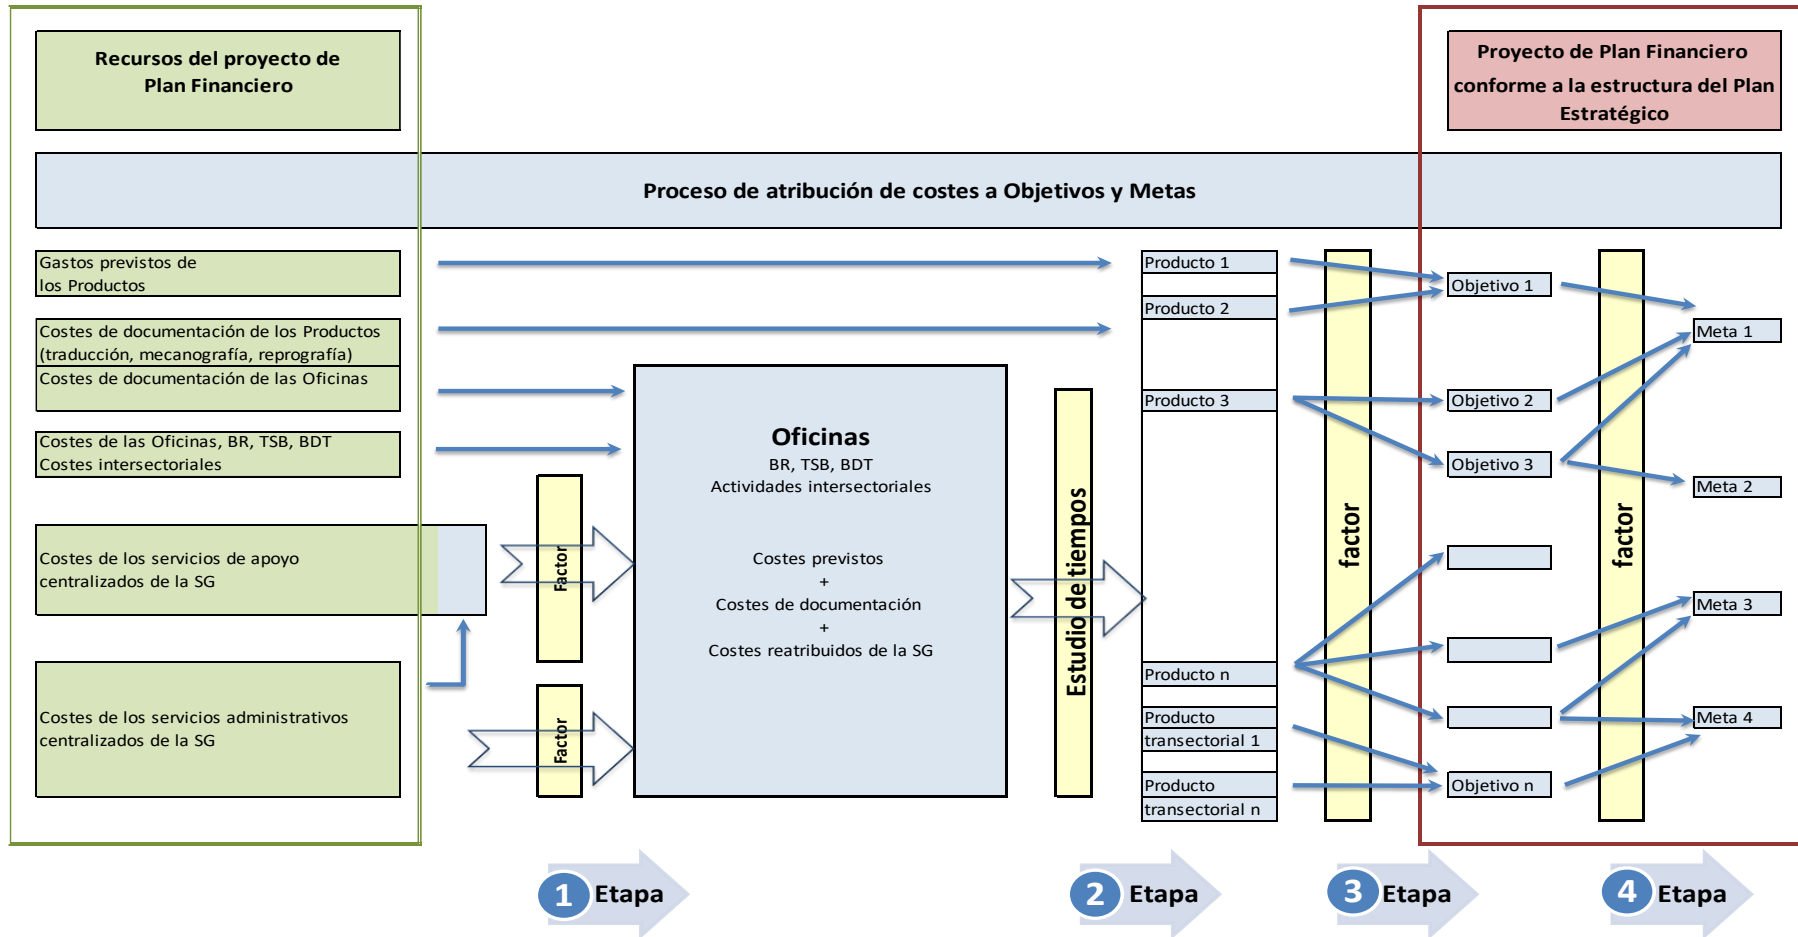 Recursos del proyecto de
Plan Financiero
Proyecto de Plan Financiero
conforme a la estructura del Plan
Estratégico
Proceso de atribución de costes a Objetivos y Metas
Gastos previstos de
los Productos
Costes de documentación de los Productos
(traducción, mecanografía, reprografía)
Costes de documentación de las Oficinas
Costes de las Oficinas, BR, TSB, BDT
Costes intersectoriales
Costes de los servicios de apoyo
centralizados de la SG
Costes de los servicios administrativos
centralizados de la SG
Factor
Factor
Oficinas
BR, TSB, BDT
Actividades intersectoriales
Costes previstos
+
Costes de documentación
+
Costes reatribuidos de la SG
Estudio de tiempos
Producto 1
Producto 2
Producto 3
Producto n
Producto
transectorial 1
Producto
transectorial n
factor
Objetivo 1
Objetivo 2
Objetivo 3
Objetivo n
factor
Meta 1
Meta 2
Meta 3
Meta 4
1 Etapa
2 Etapa
3 Etapa
4 Etapa